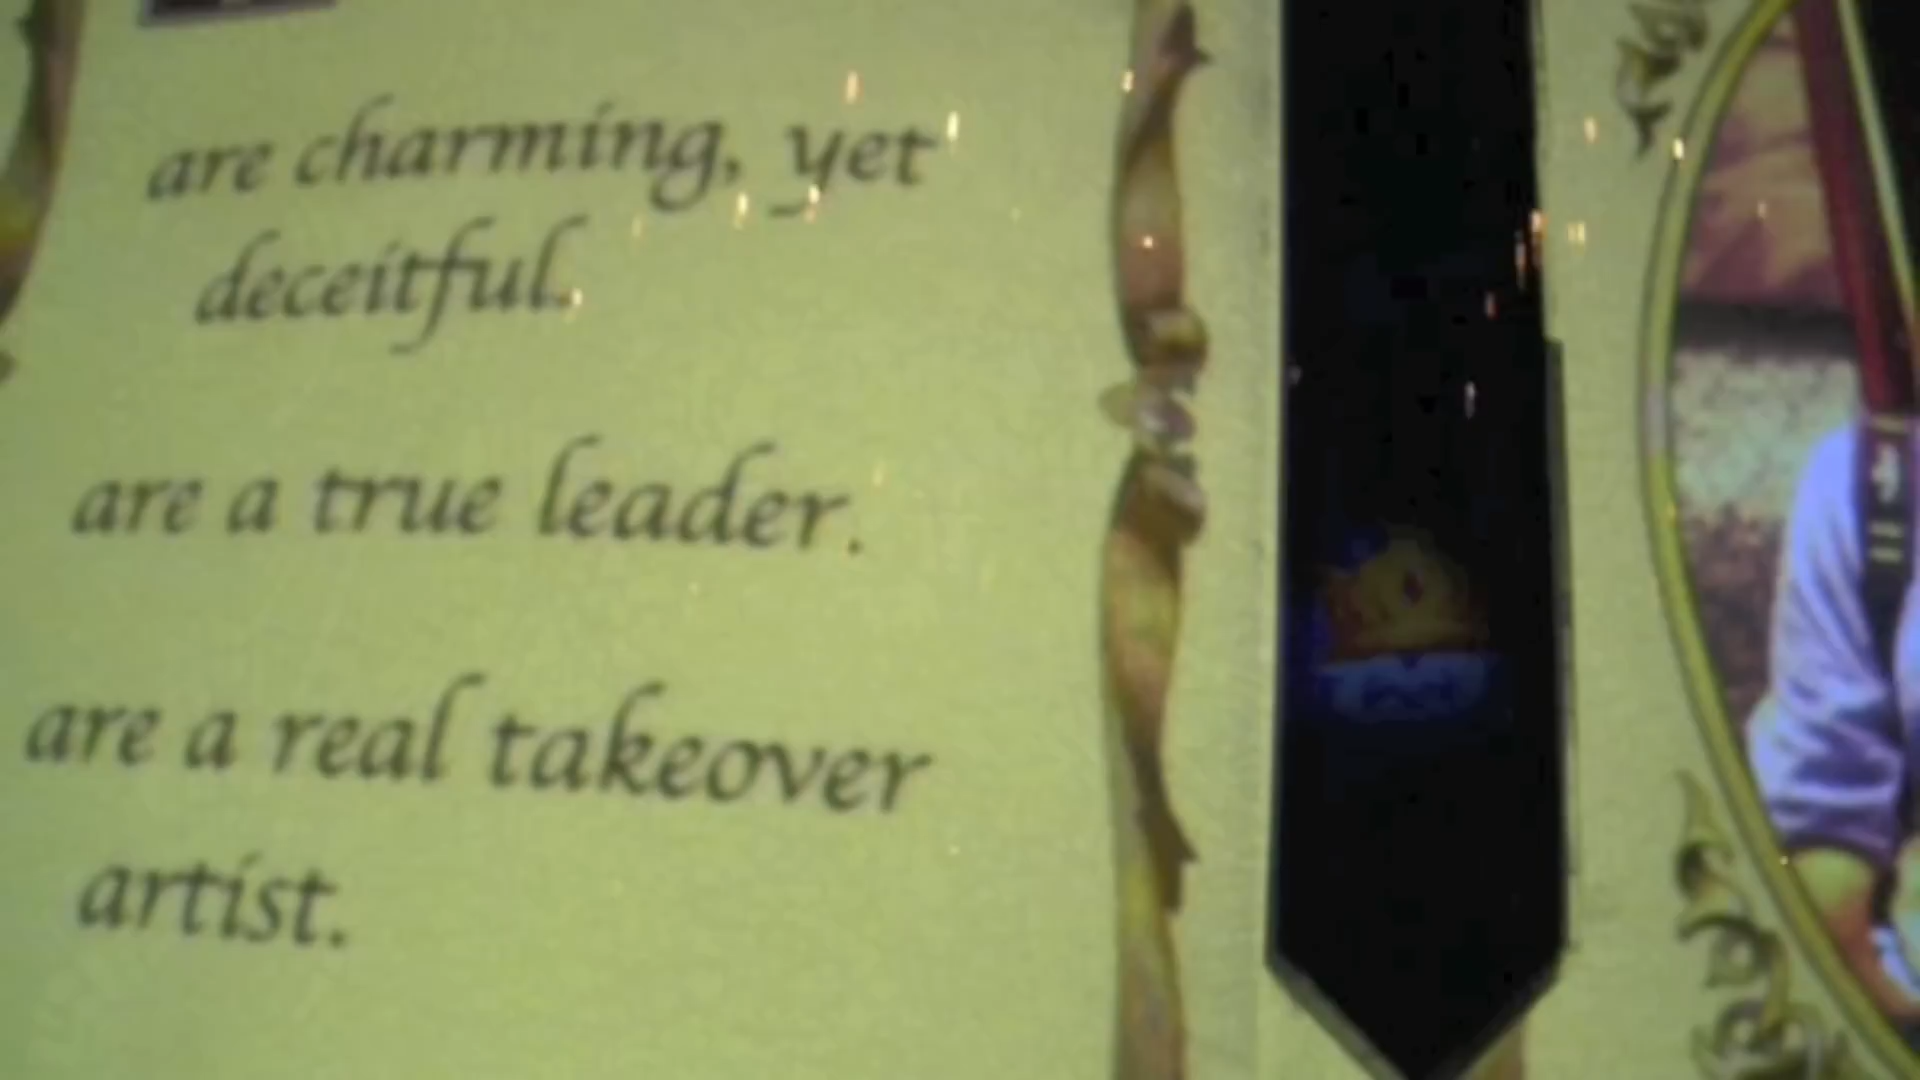 are charming, yet
deceitful.
are a true leader.
are a real takeover
artist.